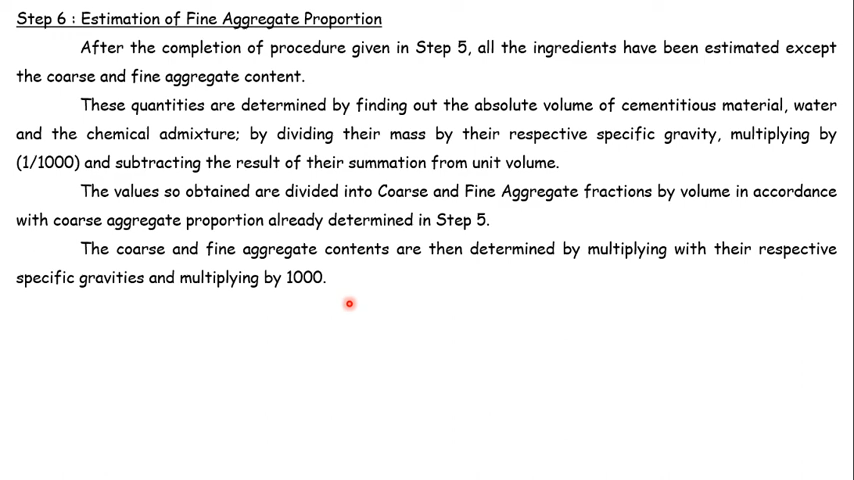 Step 6 : Estimation of Fine Aggregate Proportion
After the completion of procedure given in Step 5, all the ingredients have been estimated except
the coarse and fine aggregate content.
These quantities are determined by finding out the absolute volume of cementitious material, water
and the chemical admixture; by dividing their mass by their respective specific gravity, multiplying by
(1/1000) and subtracting the result of their summation from unit volume.
The values so obtained are divided into Coarse and Fine Aggregate fractions by volume in accordance
with coarse aggregate proportion already determined in Step 5.
The coarse and fine aggregate contents are then determined by multiplying with their respective
specific gravities and multiplying by 1000.